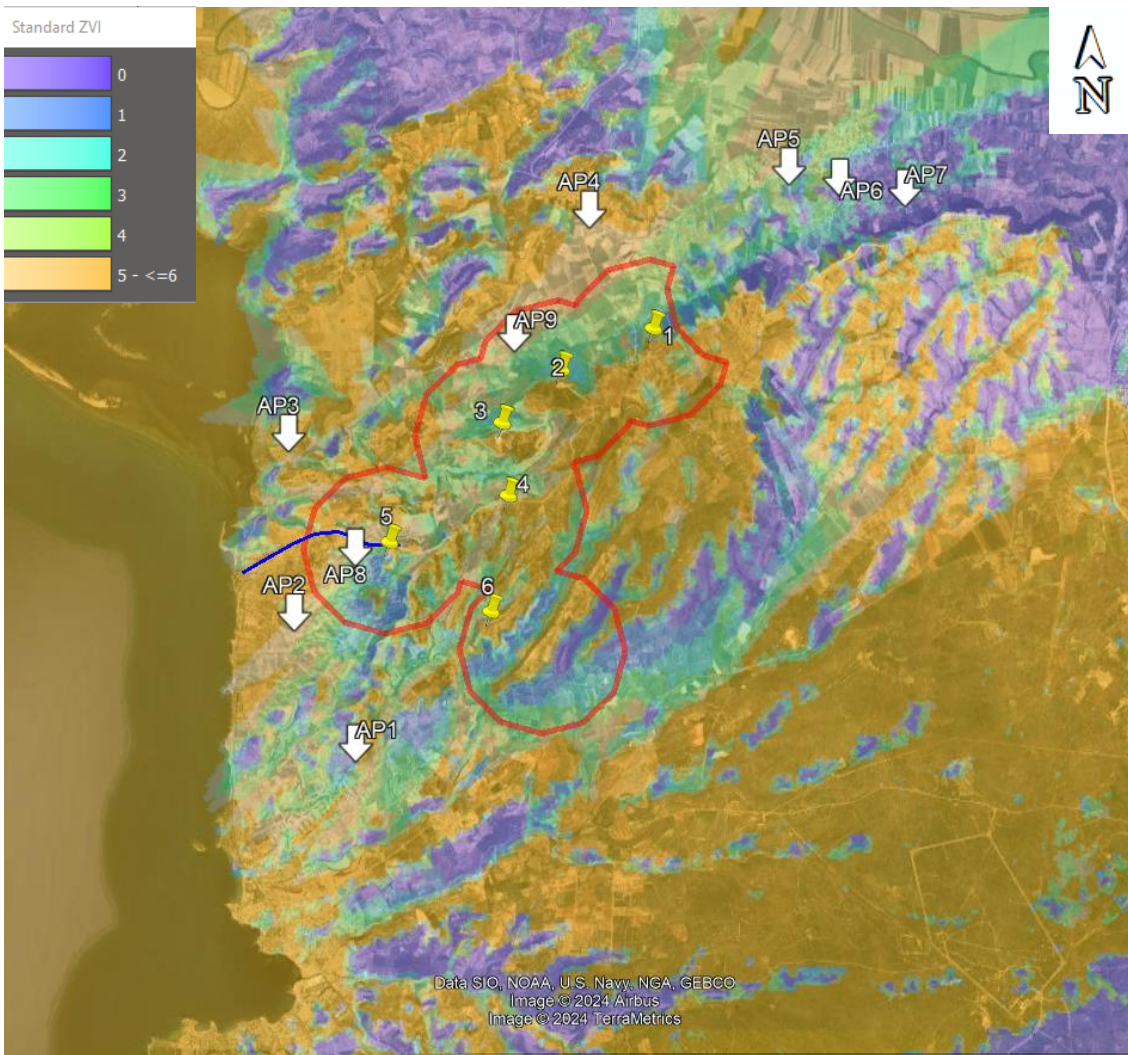 Standard ZVI
0
1
2
3
4
5 - <=6
N
AP5
AP6
AP7
AP4
AP9
1
2
AP3
3
4
5
AP8
AP2
6
AP1
Data SIO, NOAA, U.S. Navy, NGA, GEBCO
Image © 2024 Airbus
Image © 2024 TerraMetrics